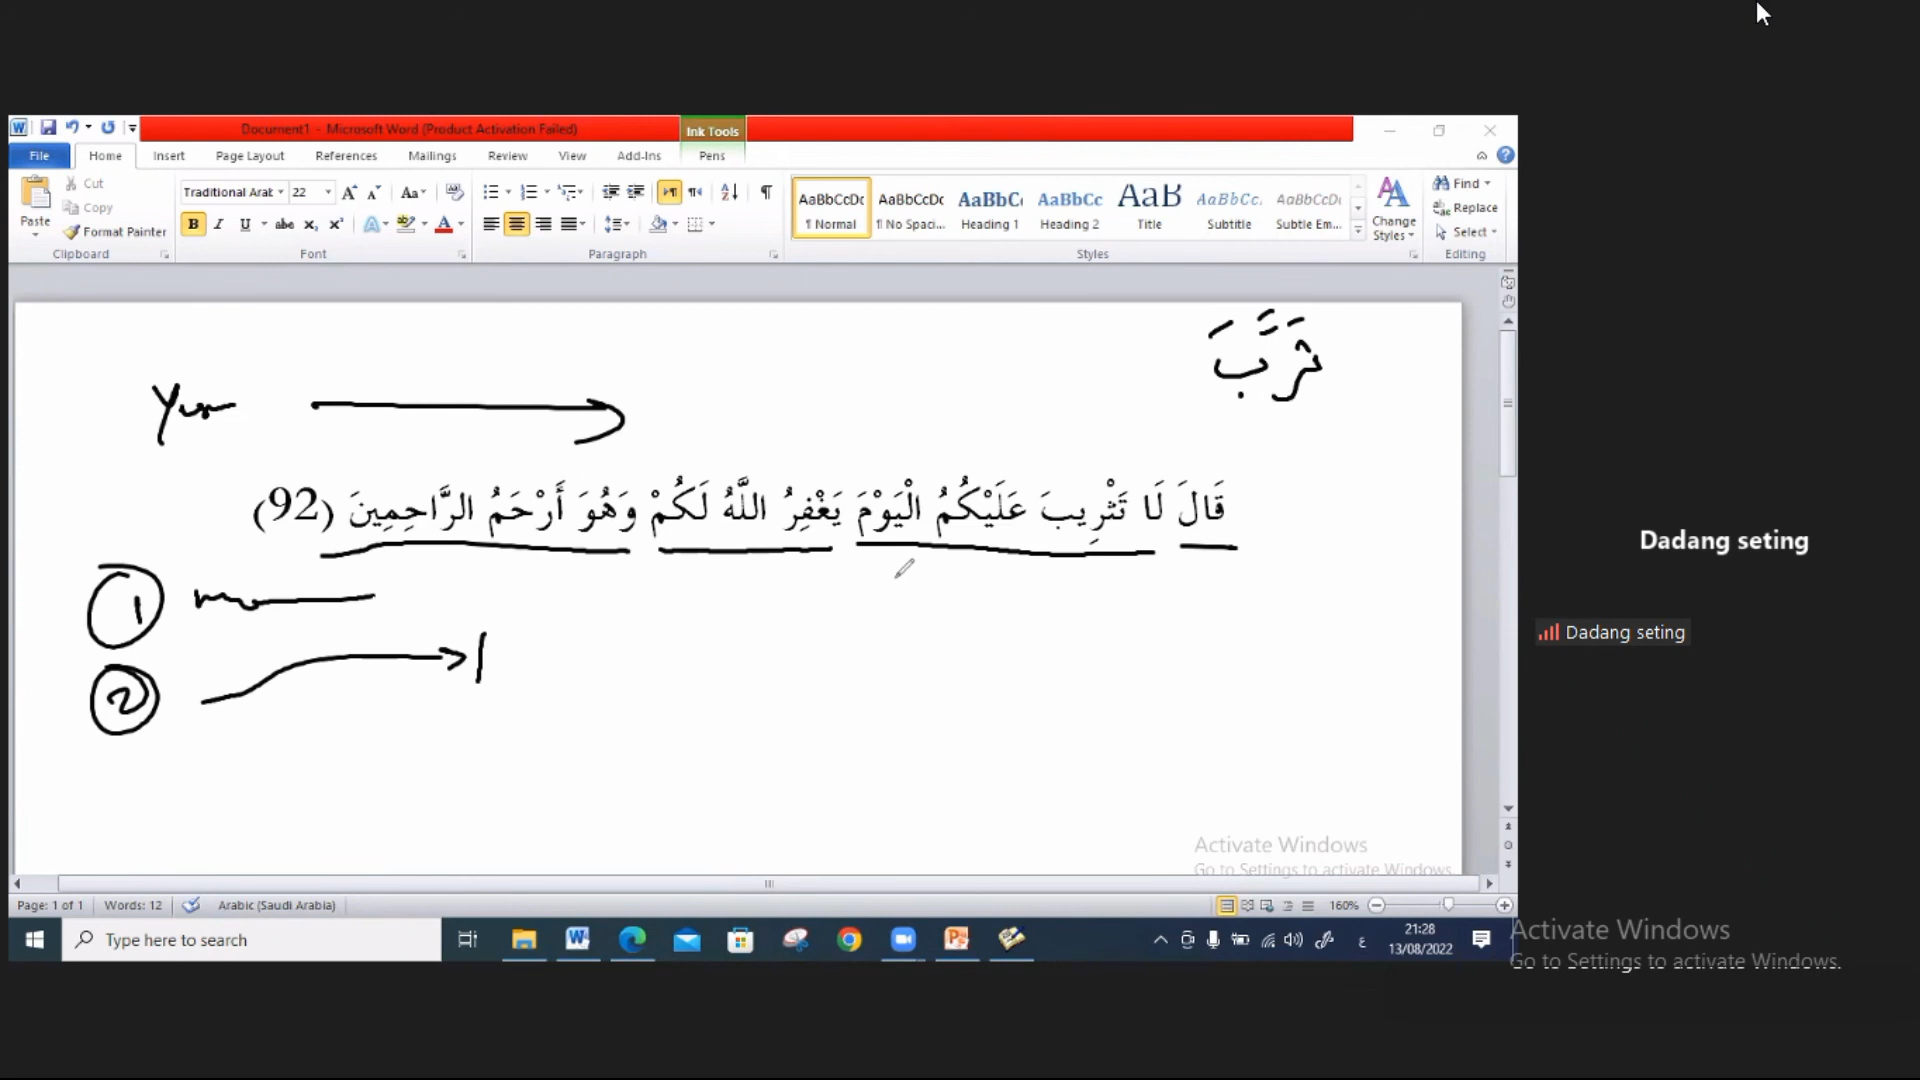 Document1 - Microsoft Word (Product Activation Failed)
Ink Tools
File Home Insert Page Layout References Mailings Review View Add-Ins Pens
Paste
Cut
Copy
Format Painter
Clipboard
Traditional Arat 22
Font
Paragraph
AaBbCcDc AaBbCcDc AaBbC( AaBbCc AaB AaBbCc. AaBbCcDi
¶ Normal ¶ No Spaci... Heading 1 Heading 2 Title Subtitle Subtle Em...
Change Styles
Styles
Find
Replace
Select
Editing
ثَرَّبَ
قَالَ لَا تَثْرِيبَ عَلَيْكُمُ الْيَوْمَ يَغْفِرُ اللَّهُ لَكُمْ وَهُوَ أَرْحَمُ الرَّاحِمِينَ (92)
1
2
Dadang seting
Dadang seting
Activate Windows
Go to Settings to activate Windows.
Page: 1 of 1 Words: 12 Arabic (Saudi Arabia) 160%
Type here to search
ع
21:28
13/08/2022
Activate Windows
Go to Settings to activate Windows.